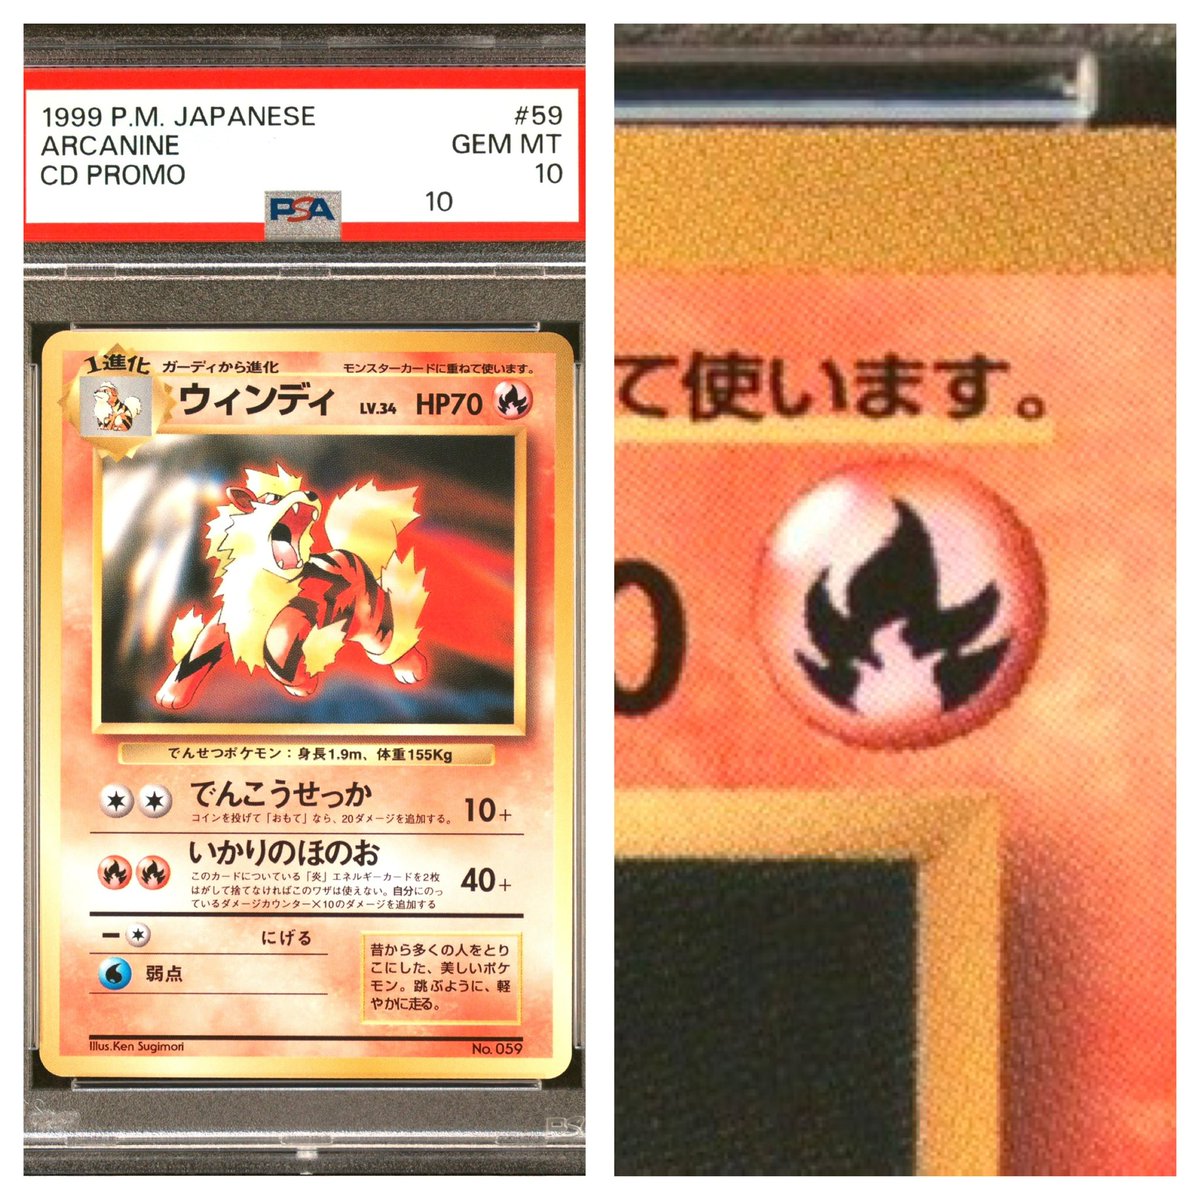 1999 P.M. JAPANESE #59
ARCANINE GEM MT
CD PROMO 10
PSA 10
1進化 ガーディから進化 モンスターカードに重ねて使います。
ウィンディ LV.34 HP70
でんせつポケモン：身長1.9m、体重155Kg
でんこうせっか 10+
コインを投げて「おもて」なら、20ダメージを追加する。
いかりのほのお 40+
このカードについている「炎」エネルギーカードを2枚
はがして捨てなければこのワザは使えない。自分にのっ
ているダメージカウンター×10のダメージを追加する
にげる
弱点
昔から多くの人をとり
こにした、美しいポケ
モン。跳ぶように、軽
やかに走る。
Illus.Ken Sugimori No. 059
PSA
て使います。
0